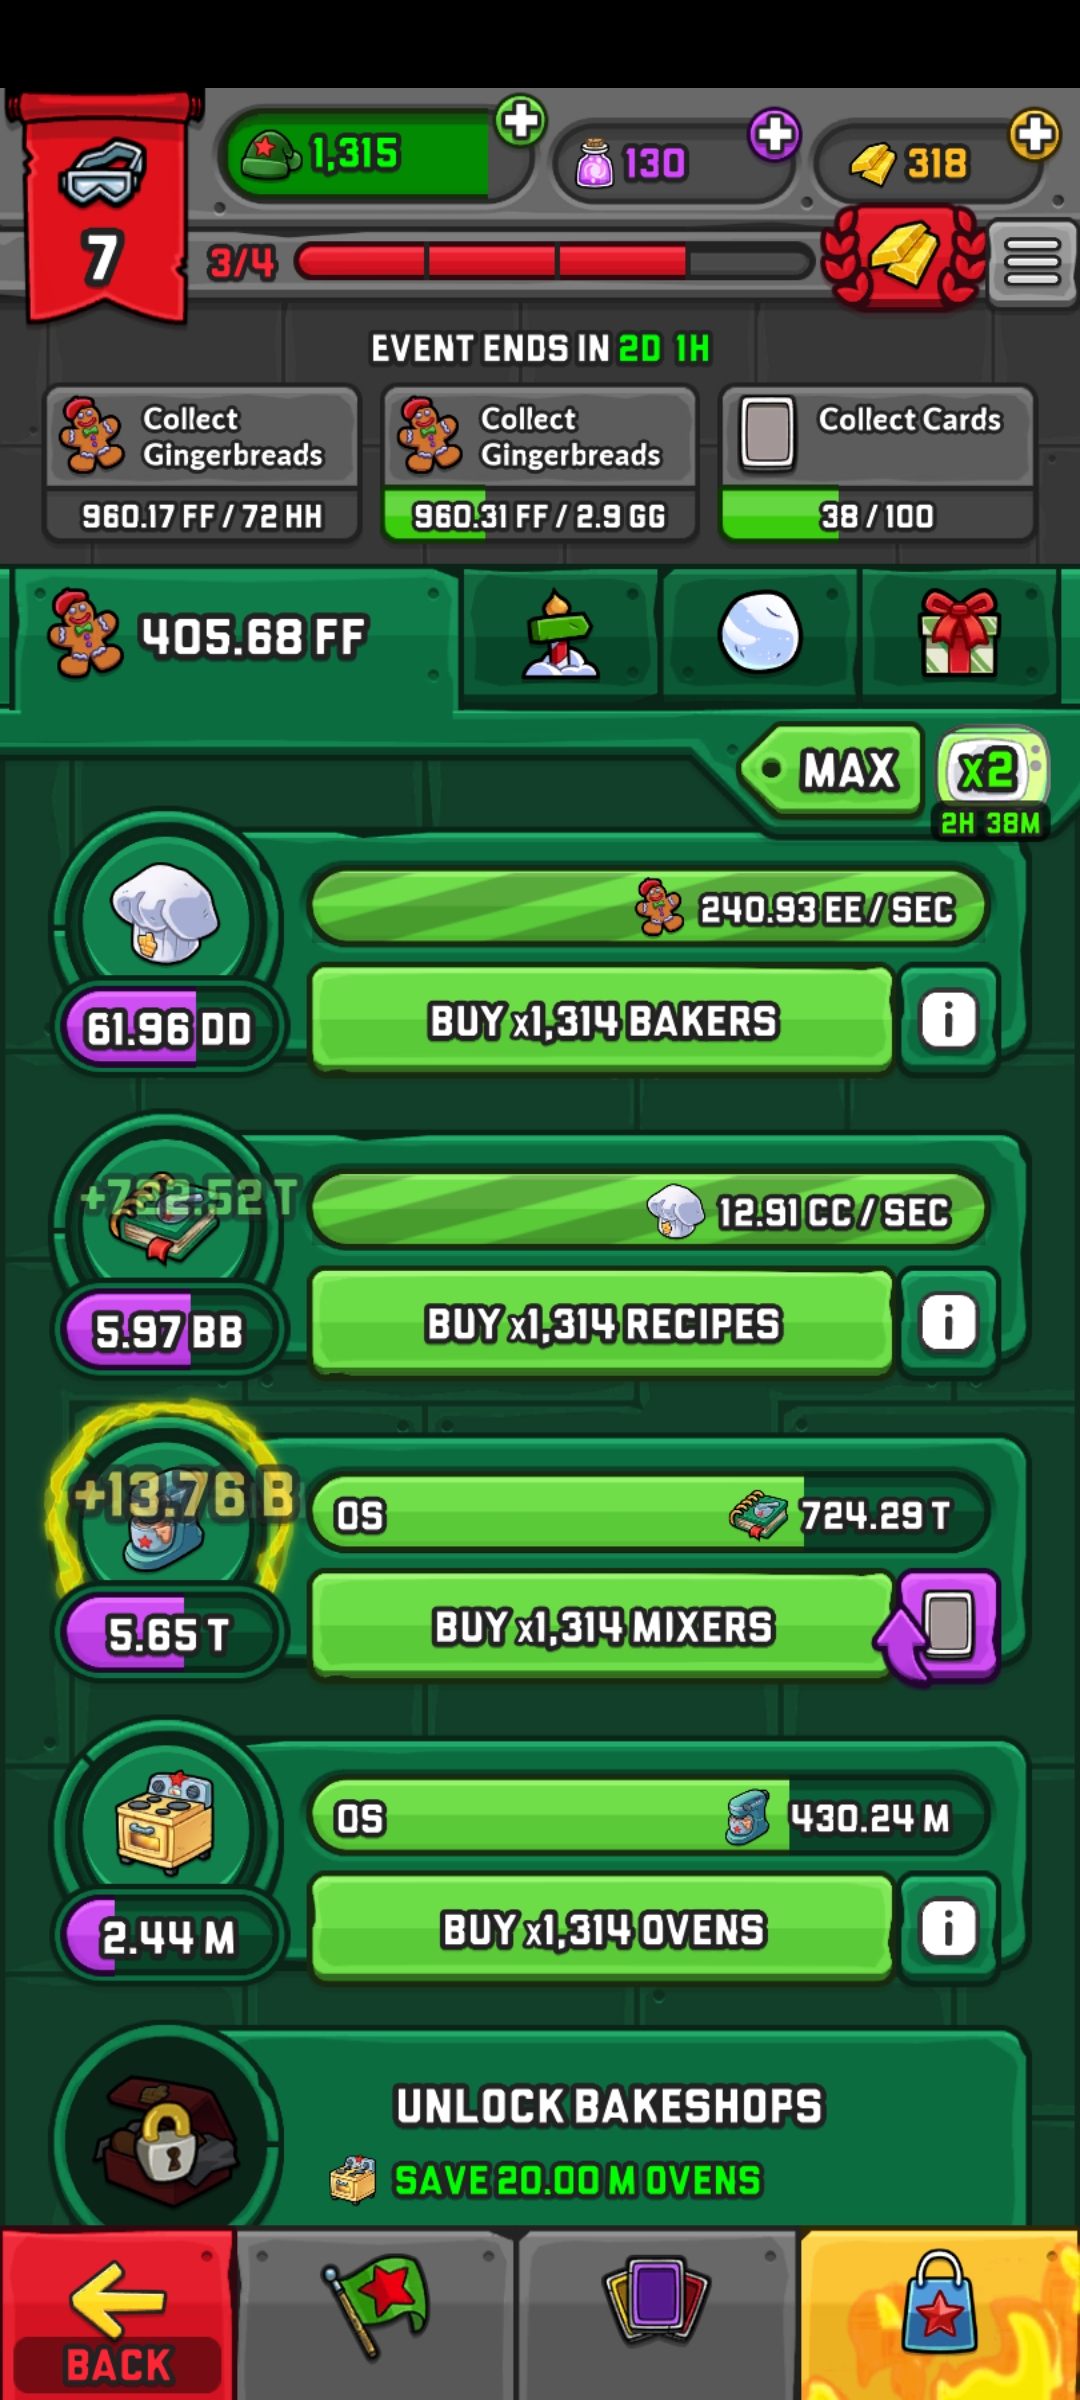 1,315
130
318
7
3/4
EVENT ENDS IN 2D 1H
Collect
Gingerbreads
960.17 FF / 72 HH
Collect
Gingerbreads
960.31 FF / 2.9 GG
Collect Cards
38 / 100
405.68 FF
MAX
x2
2H 38M
240.93 EE / SEC
61.96 DD
BUY x1,314 BAKERS
+722.52 T
12.91 CC / SEC
5.97 BB
BUY x1,314 RECIPES
+13.76 B
0S
724.29 T
5.65 T
BUY x1,314 MIXERS
0S
430.24 M
2.44 M
BUY x1,314 OVENS
UNLOCK BAKESHOPS
SAVE 20.00 M OVENS
BACK